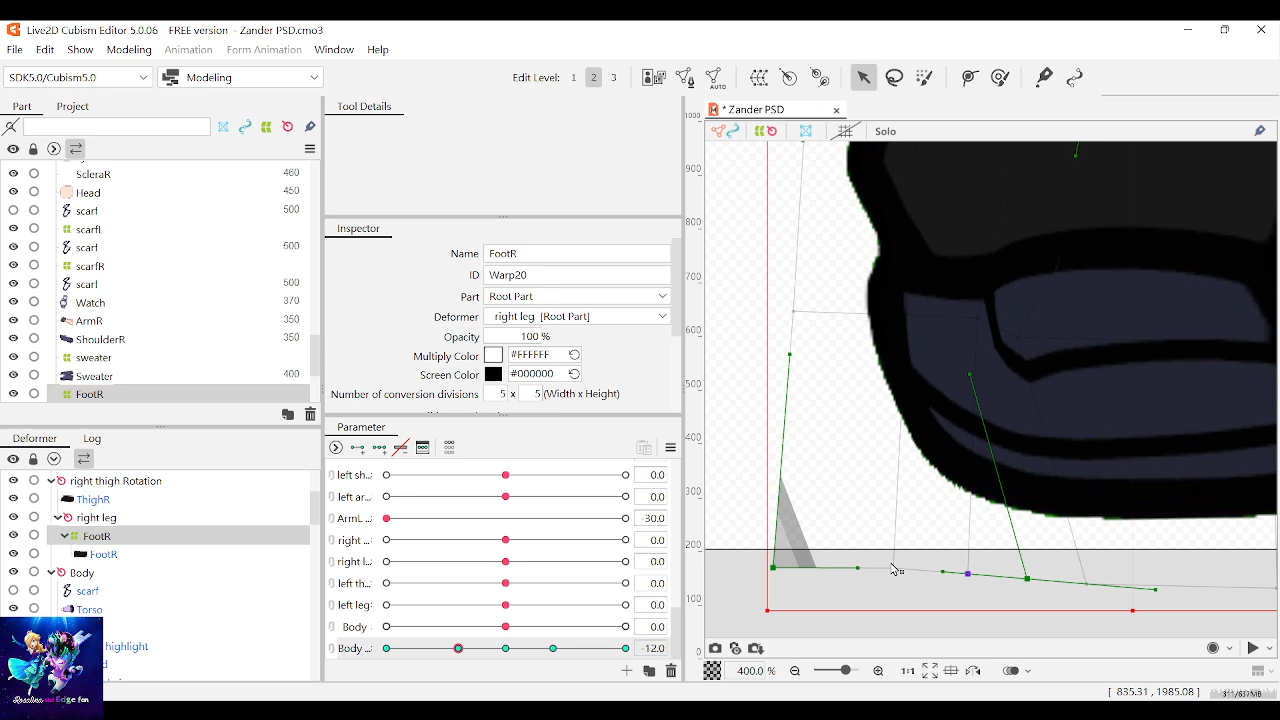 Live2D Cubism Editor 5.0.06    FREE version  - Zander PSD.cmo3
File Edit Show Modeling Animation Form Animation Window Help
SDK5.0/Cubism5.0 Modeling Edit Level: 1 2 3 AUTO
Part Project Tool Details * Zander PSD
Solo
ScleraR 460
Head 450
scarf 500
scarfL
scarf 500
scarfR
scarf 500
Watch 370
ArmR 350
ShoulderR 350
sweater
Sweater 400
FootR
Inspector
Name FootR
ID Warp20
Part Root Part
Deformer right leg [Root Part]
Opacity 100 %
Multiply Color #FFFFFF
Screen Color #000000
Number of conversion divisions 5 x 5 (Width x Height)
Deformer Log
right thigh Rotation
ThighR
right leg
FootR
FootR
Body
scarf
Torso
highlight
Parameter
left sh... 0.0
left ar... 0.0
ArmL ... -30.0
right ... 0.0
right l... 0.0
left th... 0.0
left leg 0.0
Body 0.0
Body ... -12.0
1000
900
800
700
600
500
400
300
200
100
400.0 % 1:1
[ 835.31, 1985.08 ]